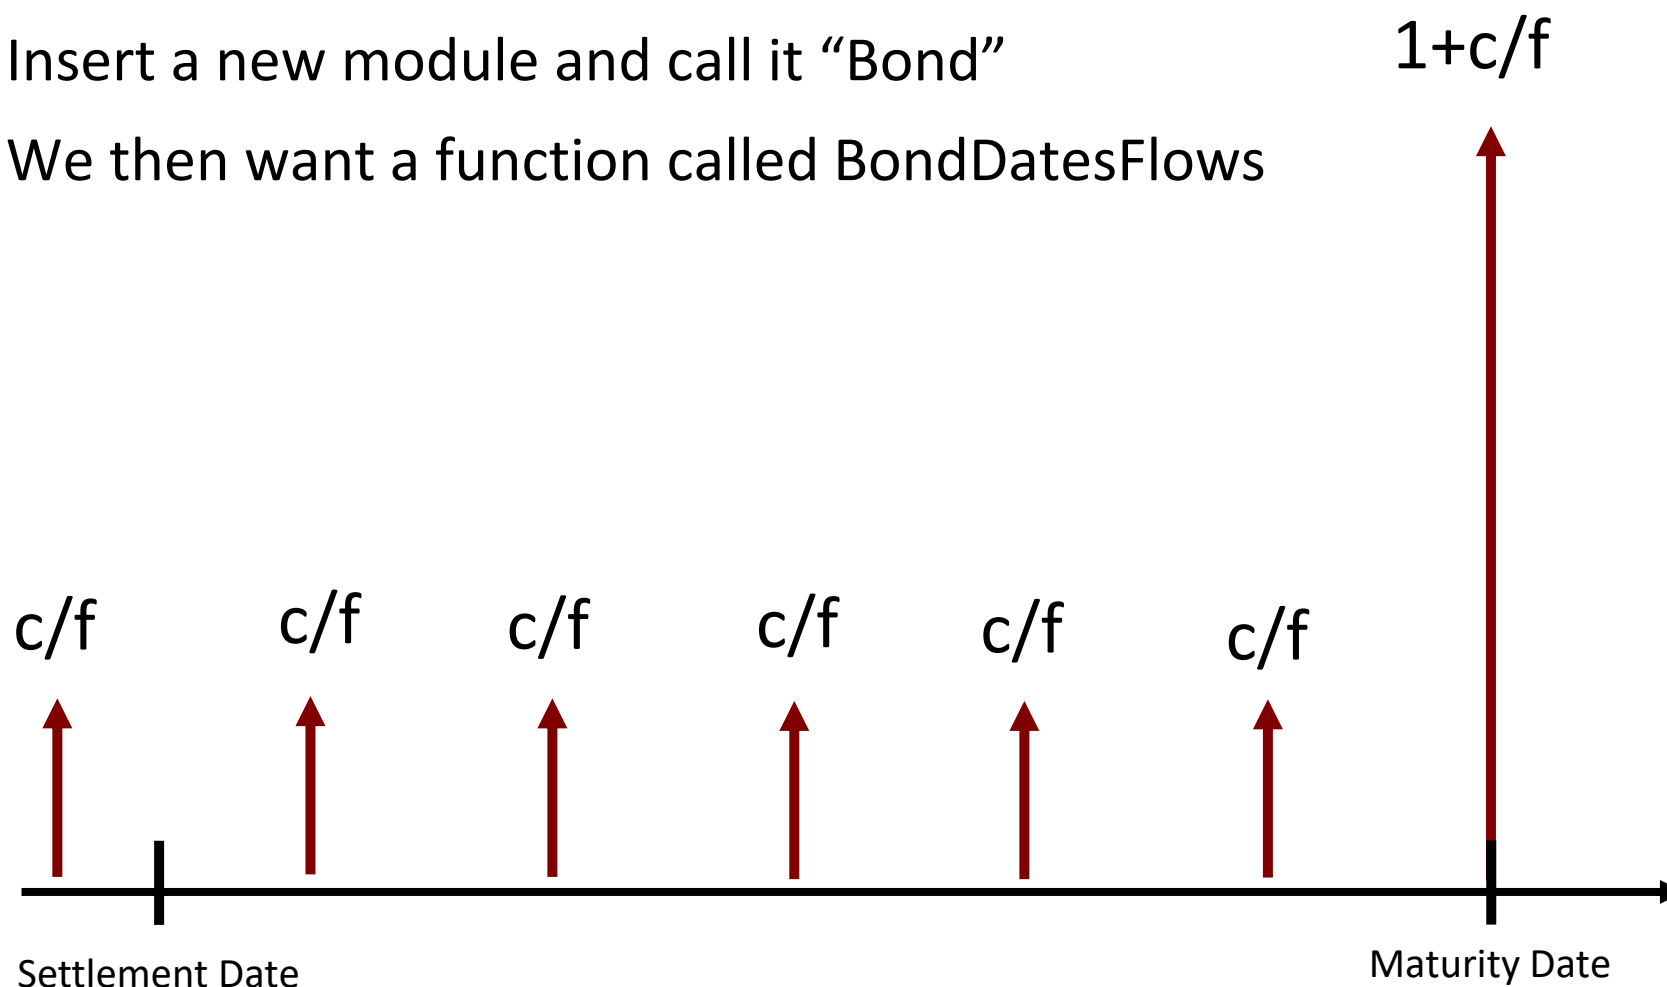 Insert a new module and call it “Bond”
1+c/f
We then want a function called BondDatesFlows
c/f
c/f
c/f
c/f
c/f
c/f
Settlement Date
Maturity Date